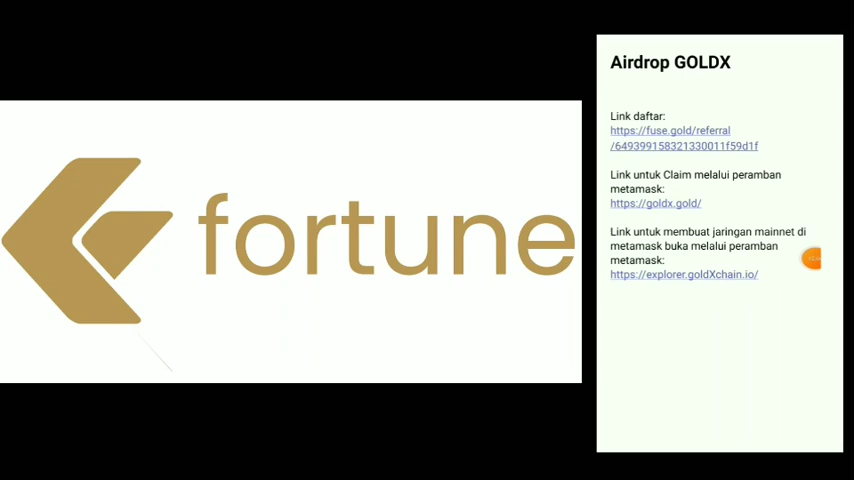 fortune
Airdrop GOLDX
Link daftar:
https://fuse.gold/referral
/649399158321330011f59d1f
Link untuk Claim melalui peramban
metamask:
https://goldx.gold/
Link untuk membuat jaringan mainnet di
metamask buka melalui peramban
metamask:
https://explorer.goldXchain.io/